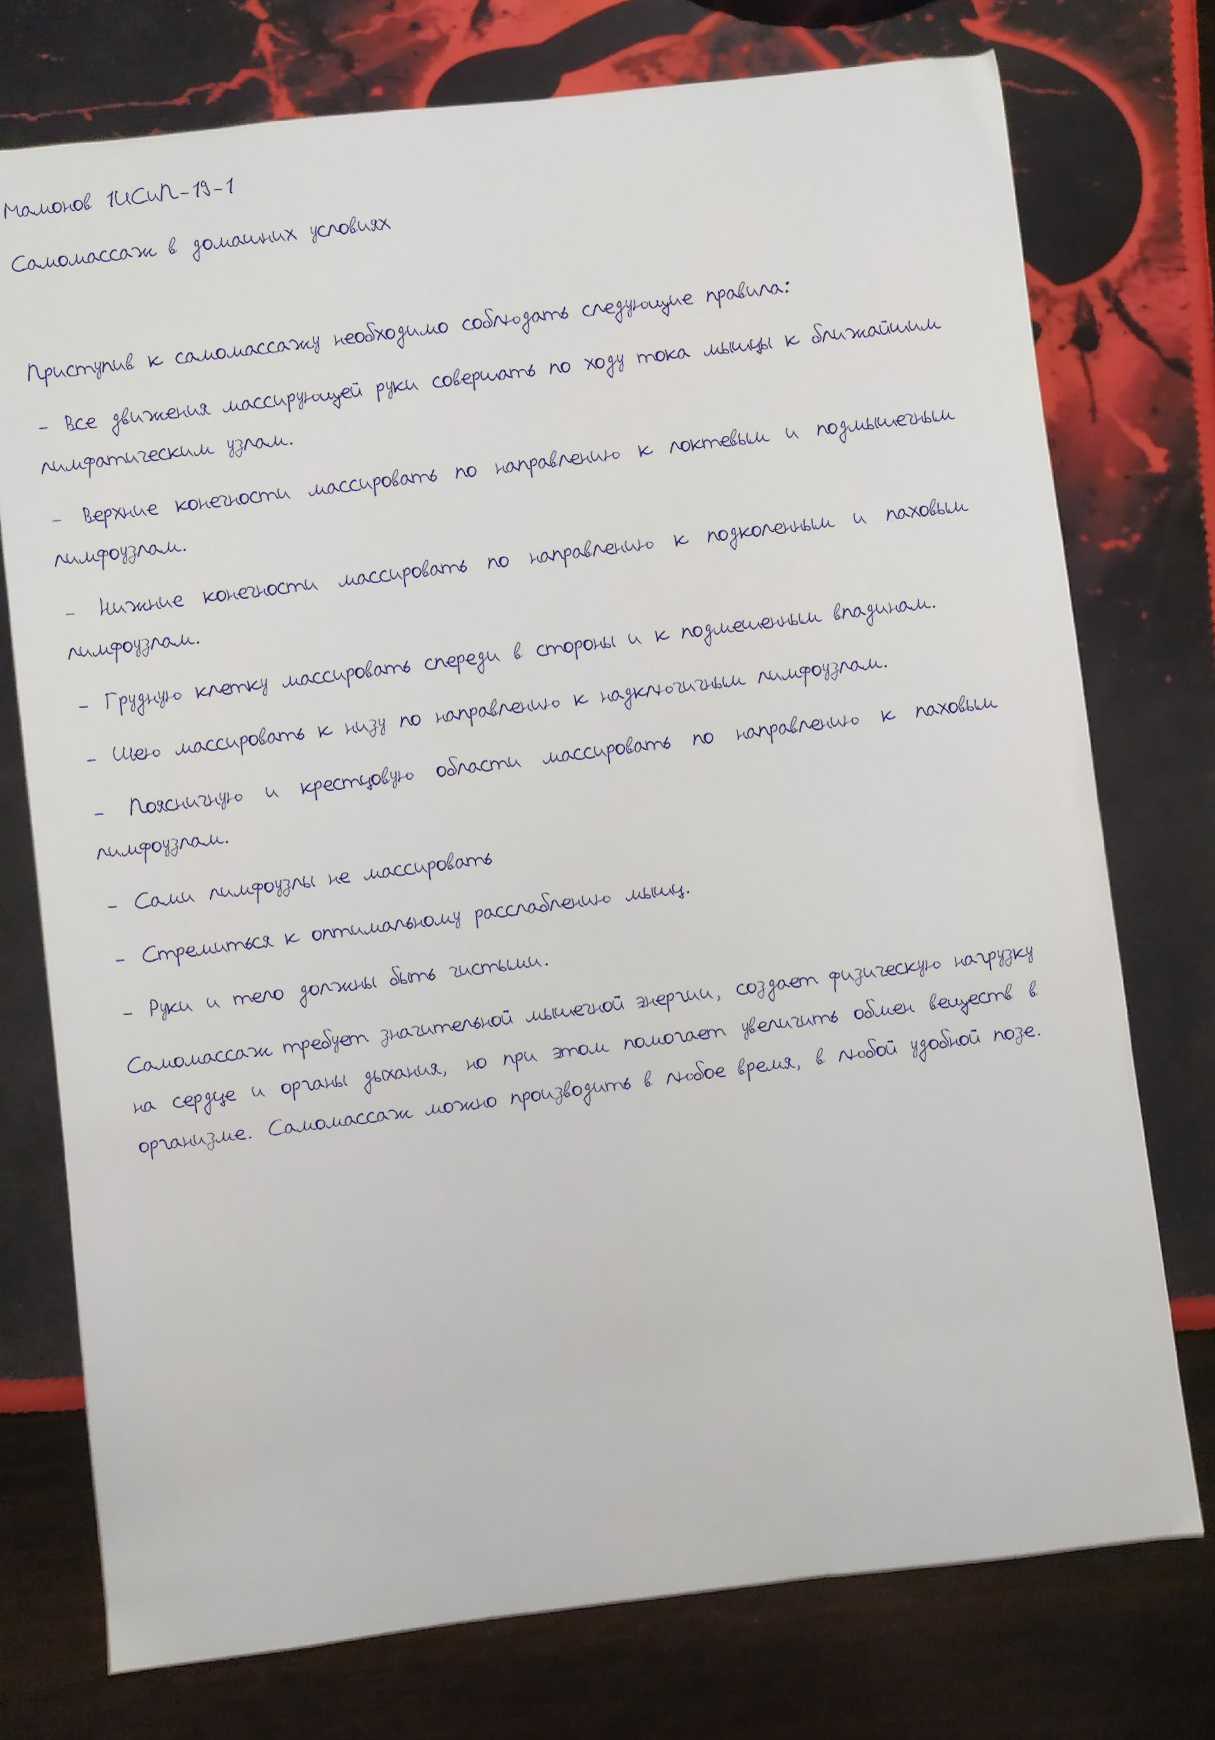 Мамонов 1ИСиП-19-1
Самомассаж в домашних условиях
Приступив к самомассажу необходимо соблюдать следующие правила:
- Все движения массирующей руки совершать по ходу тока мышцы к ближайшим
лимфатическим узлам.
- Верхние конечности массировать по направлению к локтевым и подмышечным
лимфоузлам.
- Нижние конечности массировать по направлению к подколенным и паховым
лимфоузлам.
- Грудную клетку массировать спереди в стороны и к подмешенным впадинам.
- Шею массировать к низу по направлению к надключичным лимфоузлам.
- Поясничную и крестцовую области массировать по направлению к паховым
лимфоузлам.
- Сами лимфоузлы не массировать
- Стремиться к оптимальному расслаблению мышц.
- Руки и тело должны быть чистыми.
Самомассаж требует значительной мышечной энергии, создает физическую нагрузку
на сердце и органы дыхания, но при этом помогает увеличить обмен веществ в
организме. Самомассаж можно производить в любое время, в любой удобной позе.